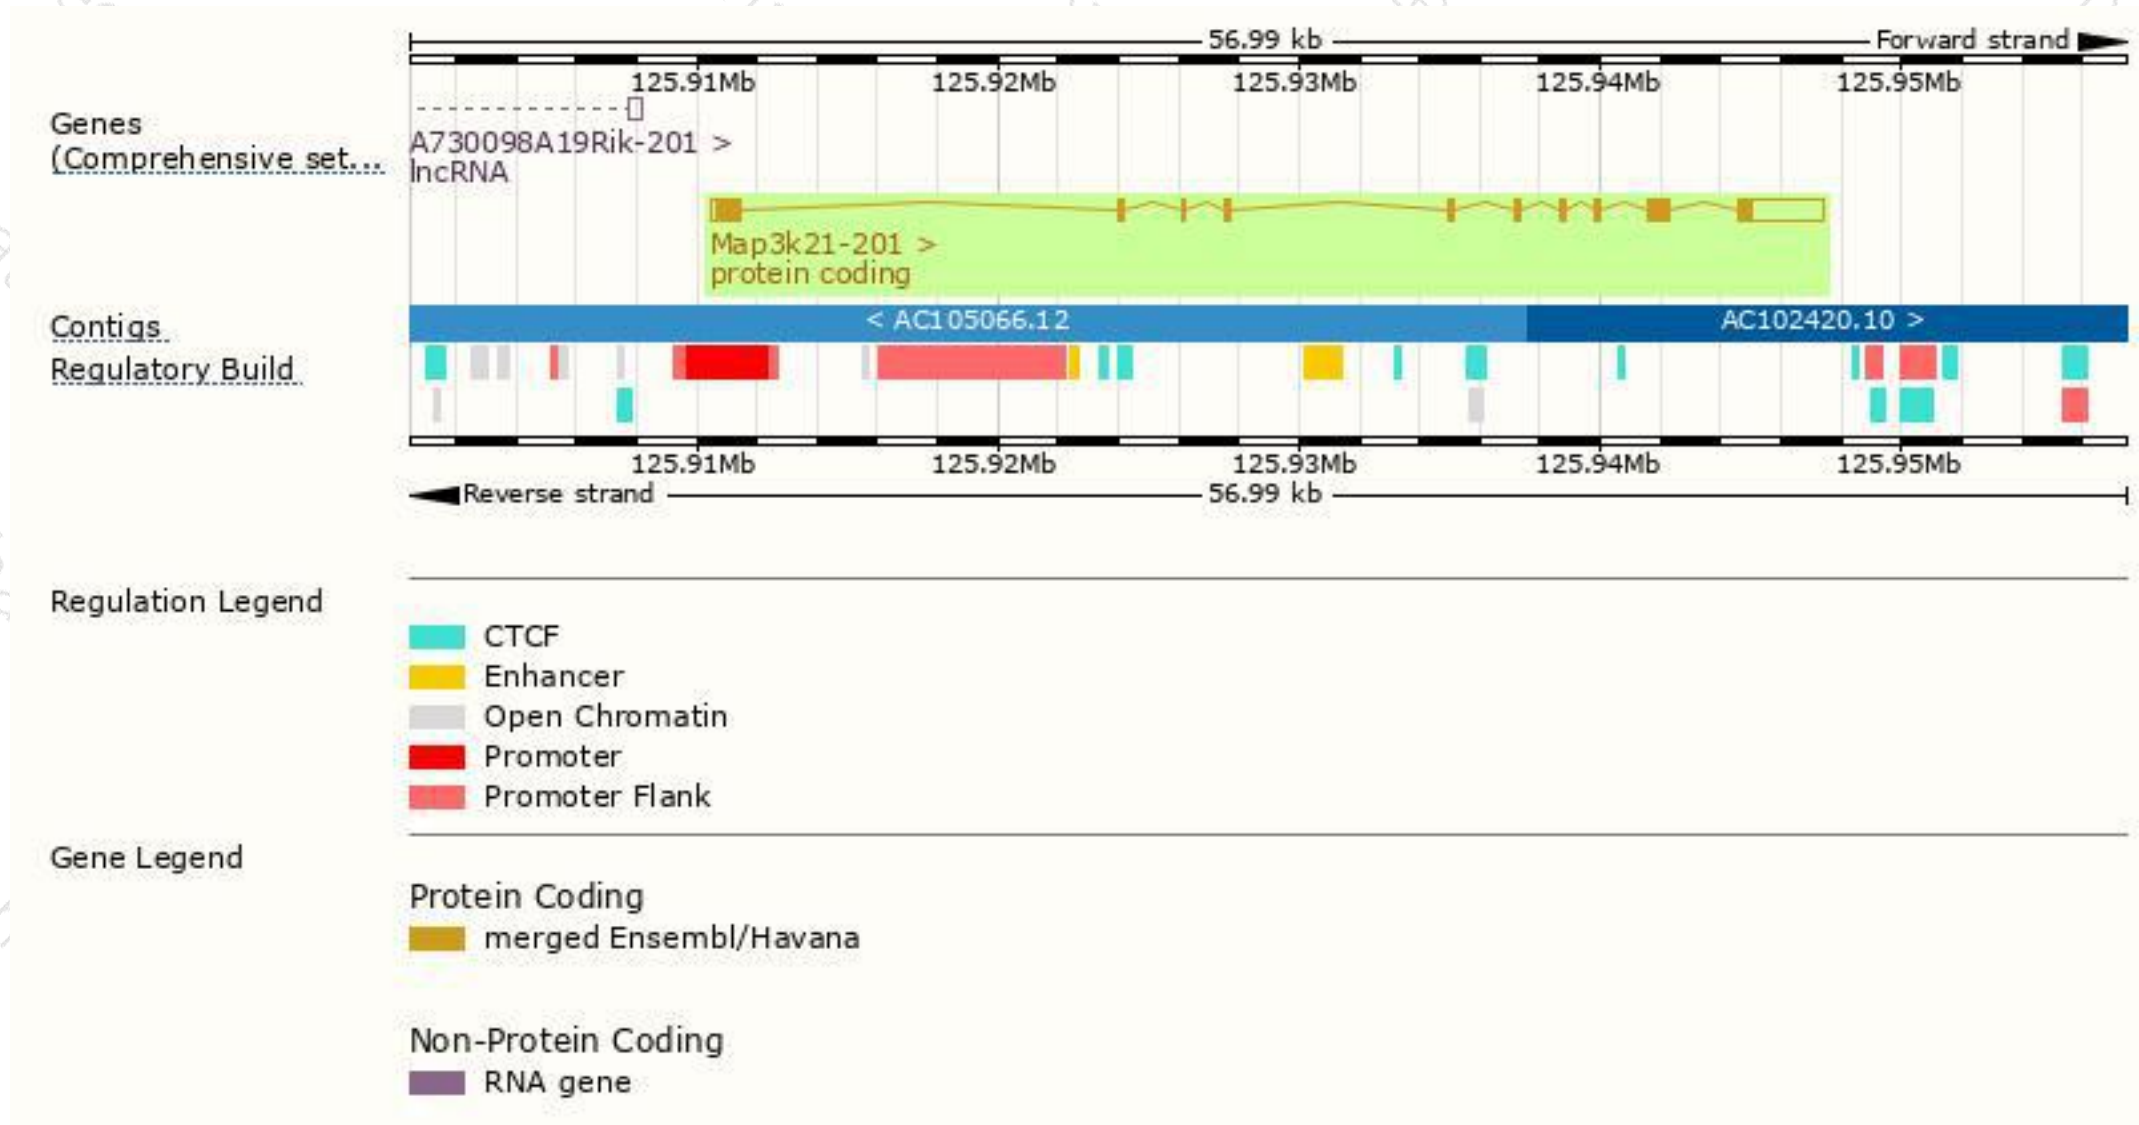 56.99 kb Forward strand
125.91Mb 125.92Mb 125.93Mb 125.94Mb 125.95Mb
Genes
(Comprehensive set...
A730098A19Rik-201 >
lncRNA
Map3k21-201 >
protein coding
Contigs
< AC105066.12 AC102420.10 >
Regulatory Build
125.91Mb 125.92Mb 125.93Mb 125.94Mb 125.95Mb
Reverse strand 56.99 kb
Regulation Legend
CTCF
Enhancer
Open Chromatin
Promoter
Promoter Flank
Gene Legend
Protein Coding
merged Ensembl/Havana
Non-Protein Coding
RNA gene